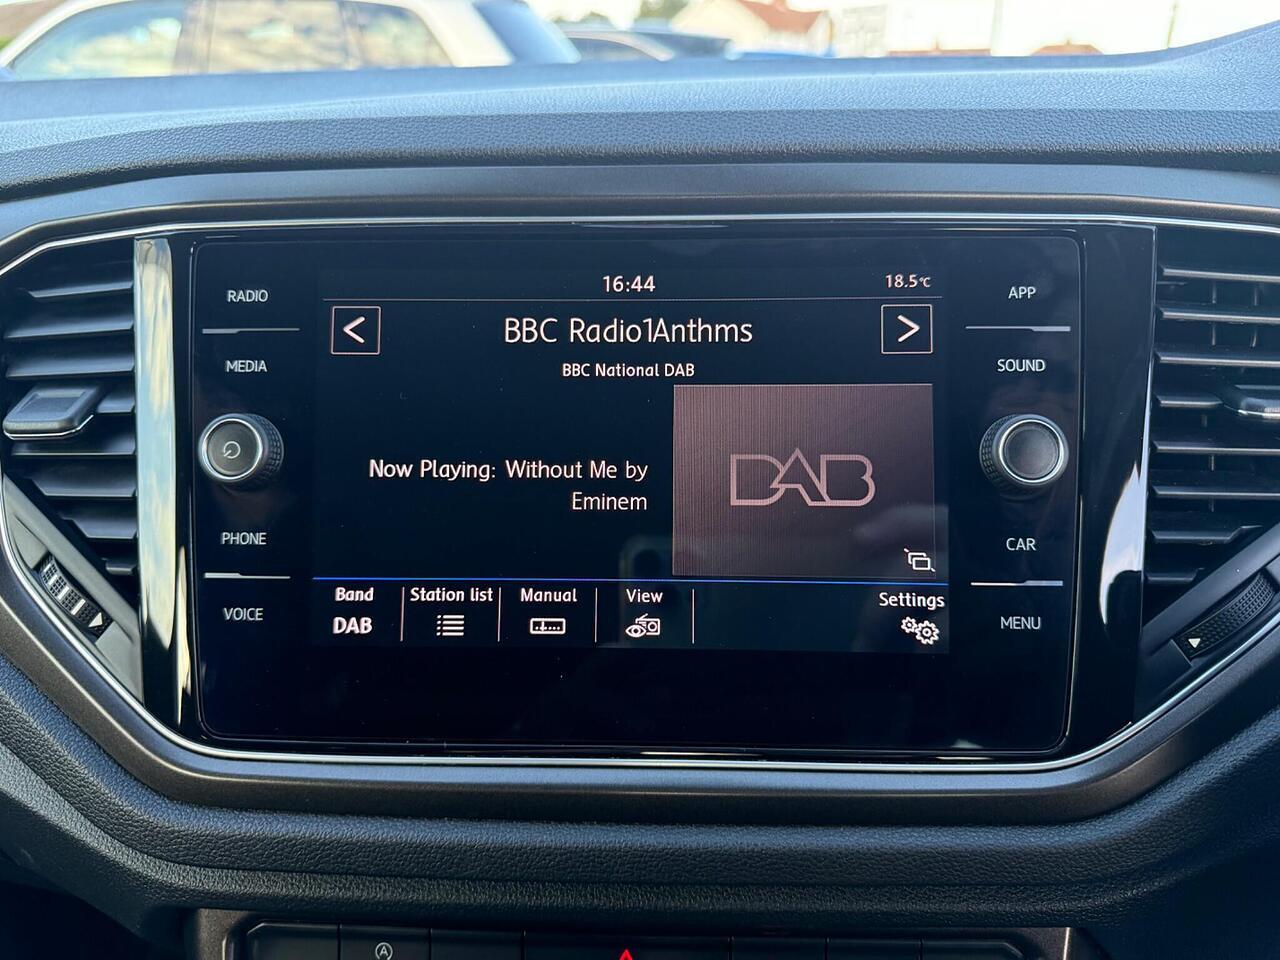 RADIO
MEDIA
PHONE
VOICE
16:44
18.5°C
<
BBC Radio1Anthms
>
BBC National DAB
Now Playing: Without Me by
Eminem
DAB
Band
DAB
Station list
Manual
View
Settings
APP
SOUND
CAR
MENU
A